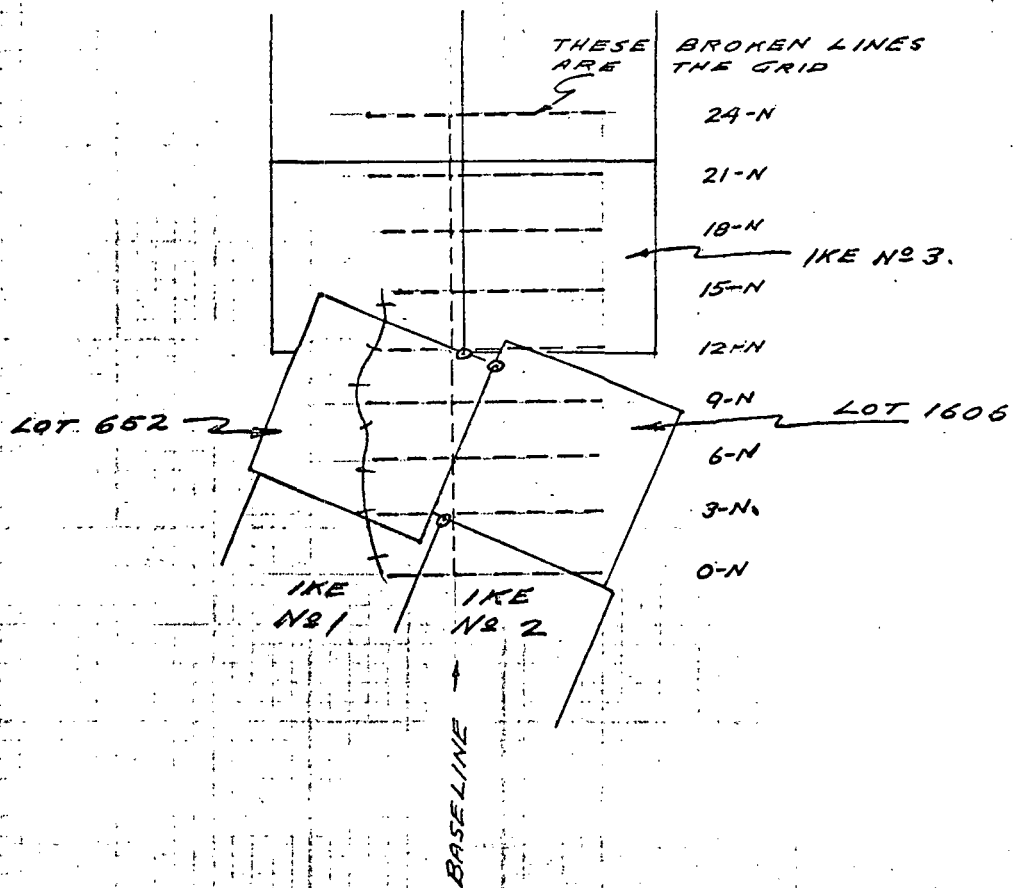 THESE BROKEN LINES
ARE THE GRID
24-N
21-N
18-N
IKE Nº 3.
15-N
12-N
9-N
LOT 652
LOT 1606
6-N
3-N.
0-N
IKE
Nº 1
IKE
Nº 2
BASELINE